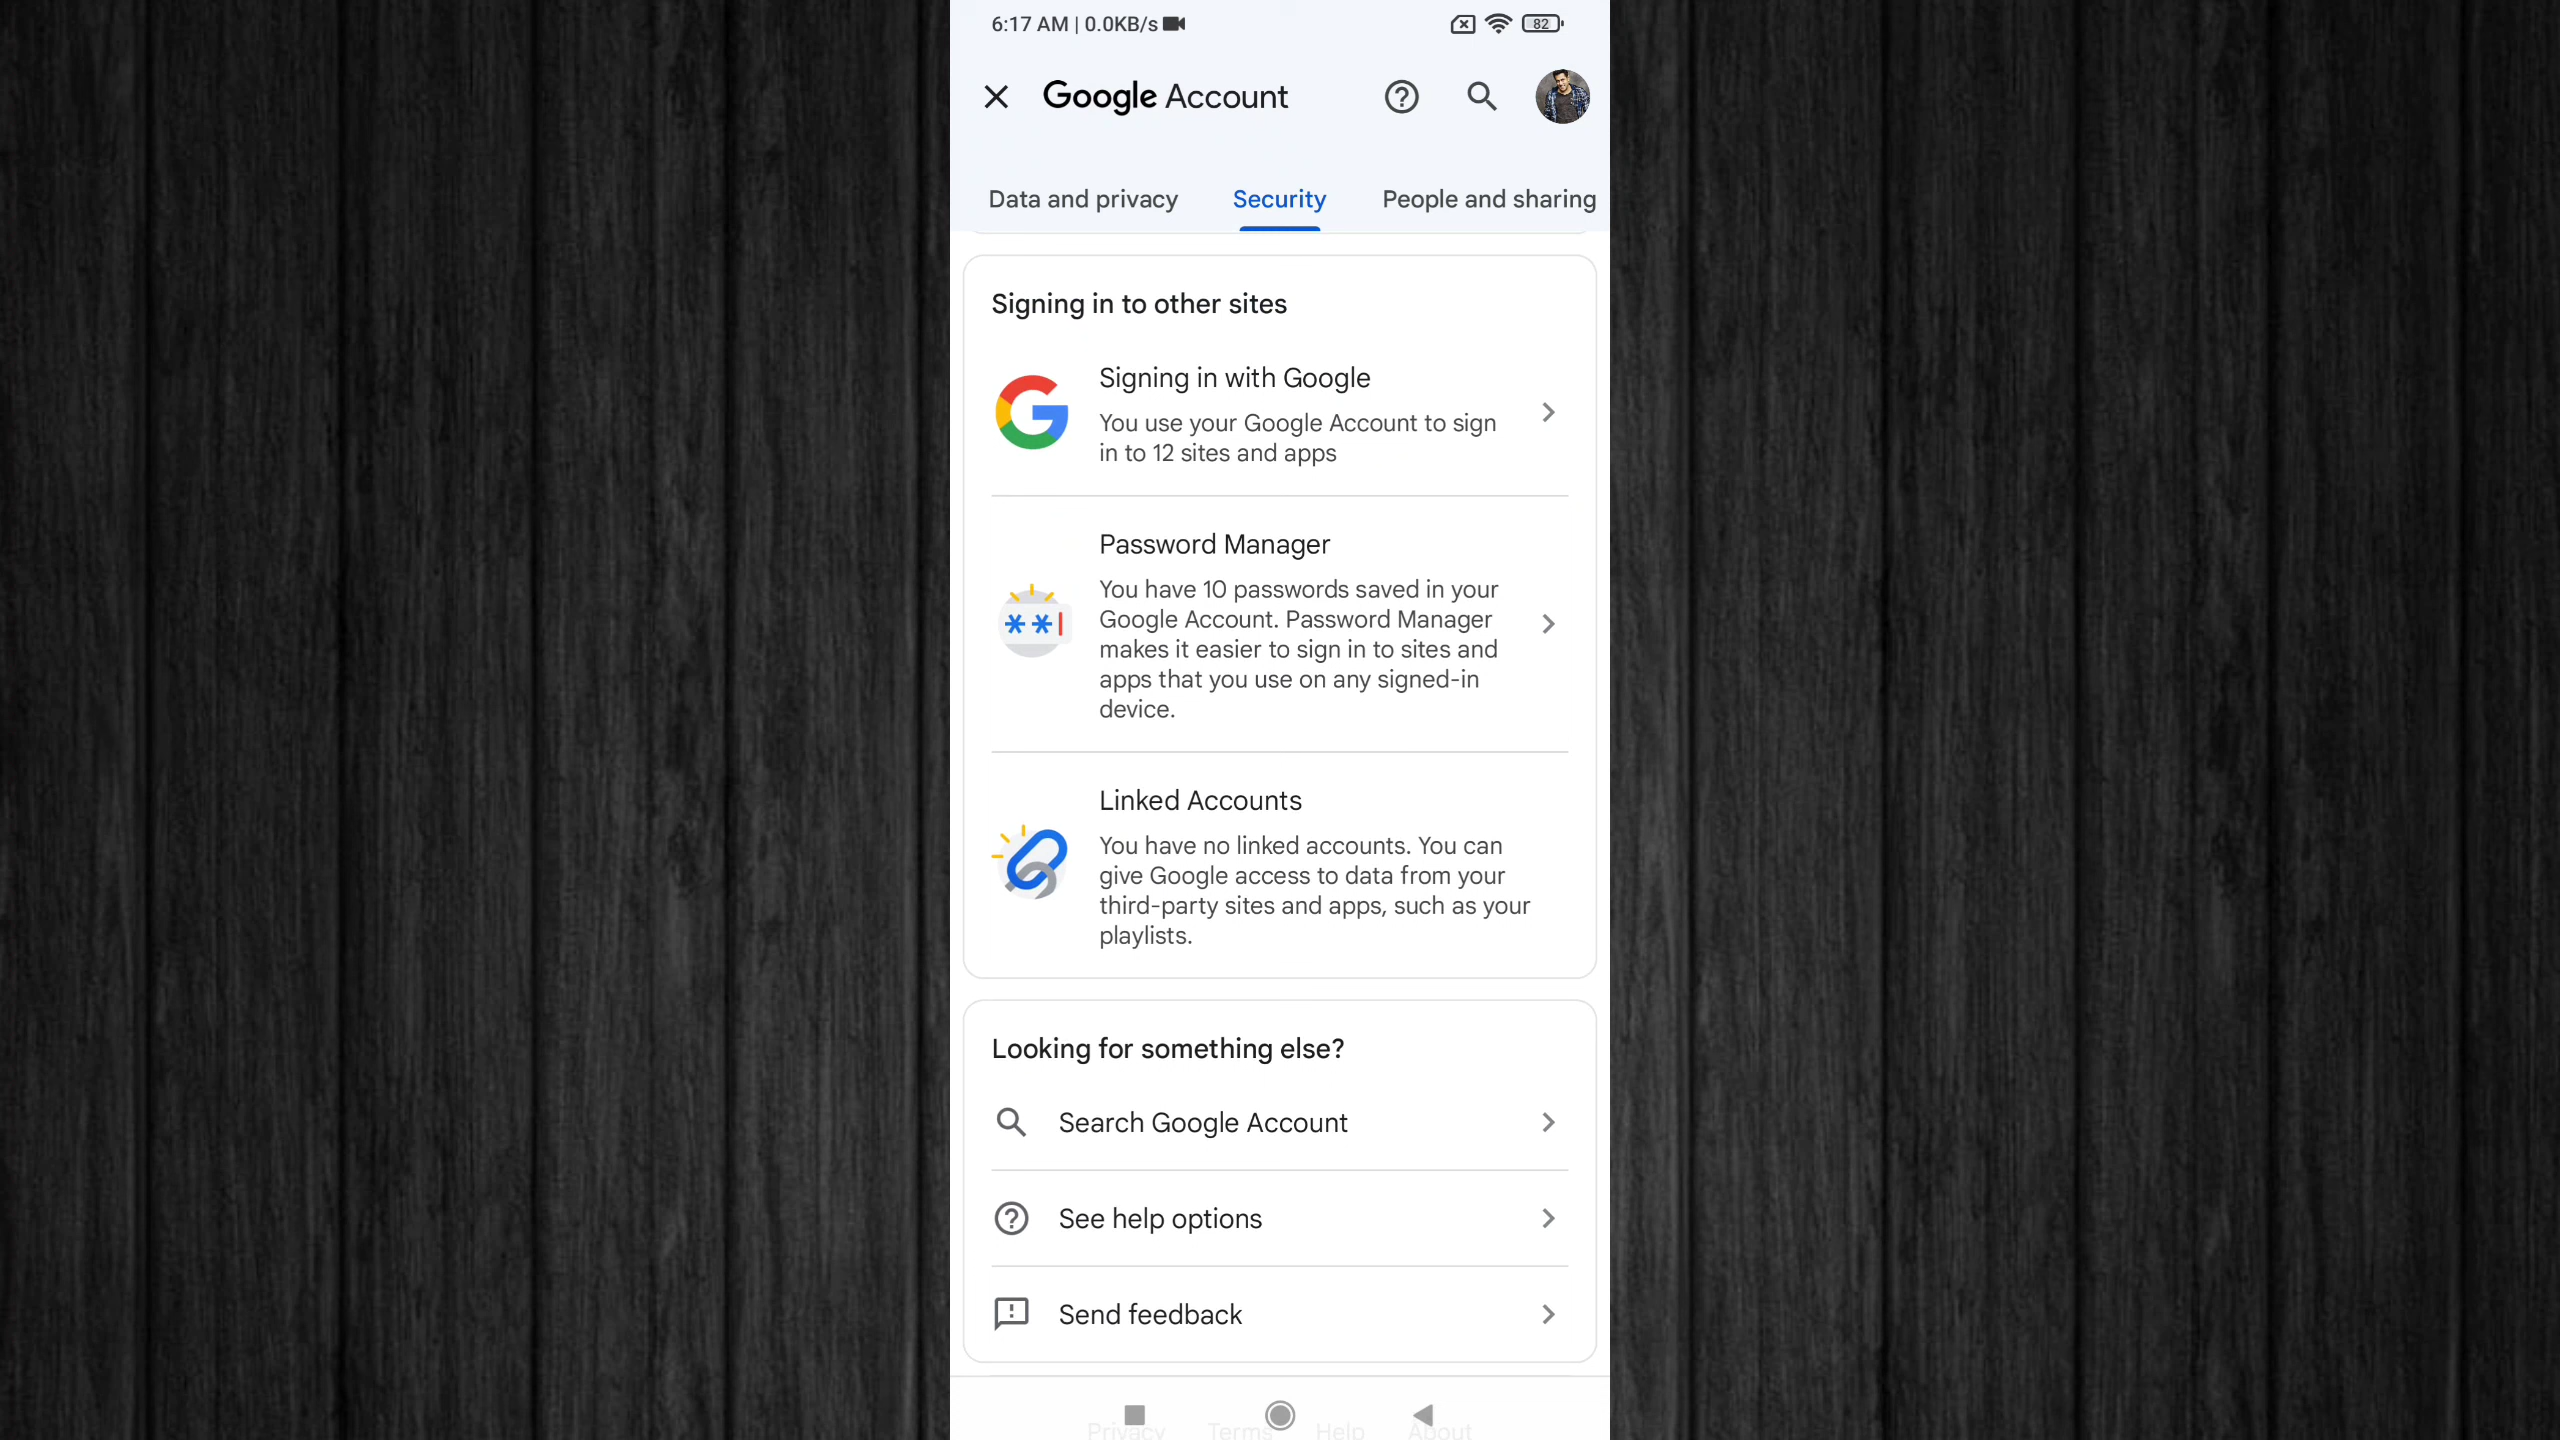 6:17 AM | 0.0KB/s 82
Google Account
Data and privacy Security People and sharing
Signing in to other sites
Signing in with Google
You use your Google Account to sign
in to 12 sites and apps
Password Manager
You have 10 passwords saved in your
Google Account. Password Manager
makes it easier to sign in to sites and
apps that you use on any signed-in
device.
Linked Accounts
You have no linked accounts. You can
give Google access to data from your
third-party sites and apps, such as your
playlists.
Looking for something else?
Search Google Account
See help options
Send feedback
Privacy Terms Help About